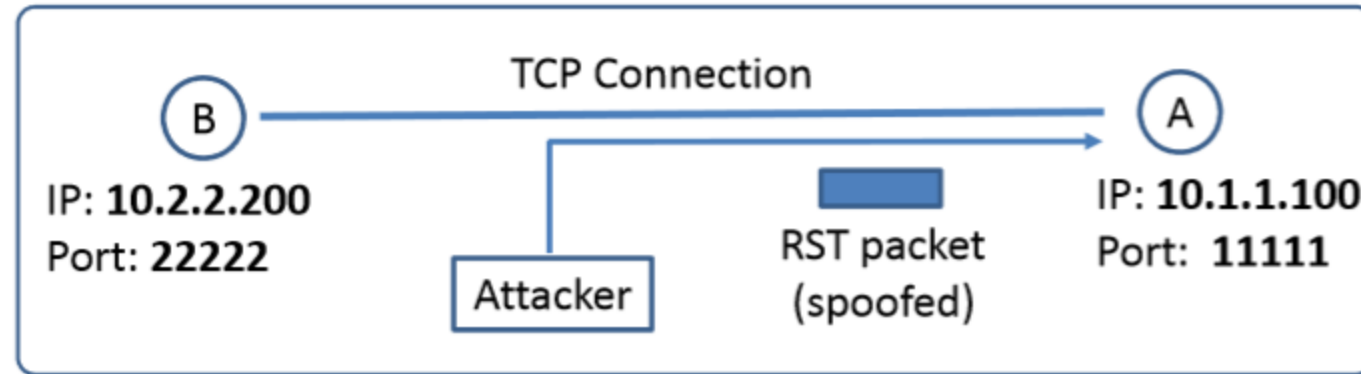 TCP Connection
B
A
IP: 10.2.2.200
Port: 22222
IP: 10.1.1.100
Port: 11111
Attacker
RST packet
(spoofed)